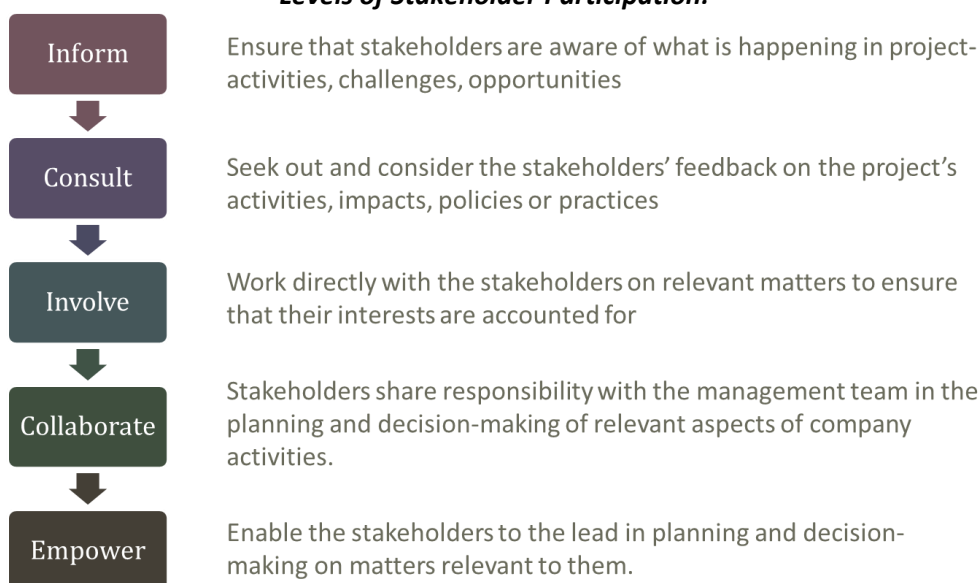 Levels of Stakeholder Participation:
Inform
Ensure that stakeholders are aware of what is happening in project-
activities, challenges, opportunities
Consult
Seek out and consider the stakeholders' feedback on the project's
activities, impacts, policies or practices
Involve
Work directly with the stakeholders on relevant matters to ensure
that their interests are accounted for
Collaborate
Stakeholders share responsibility with the management team in the
planning and decision-making of relevant aspects of company
activities.
Empower
Enable the stakeholders to the lead in planning and decision-
making on matters relevant to them.